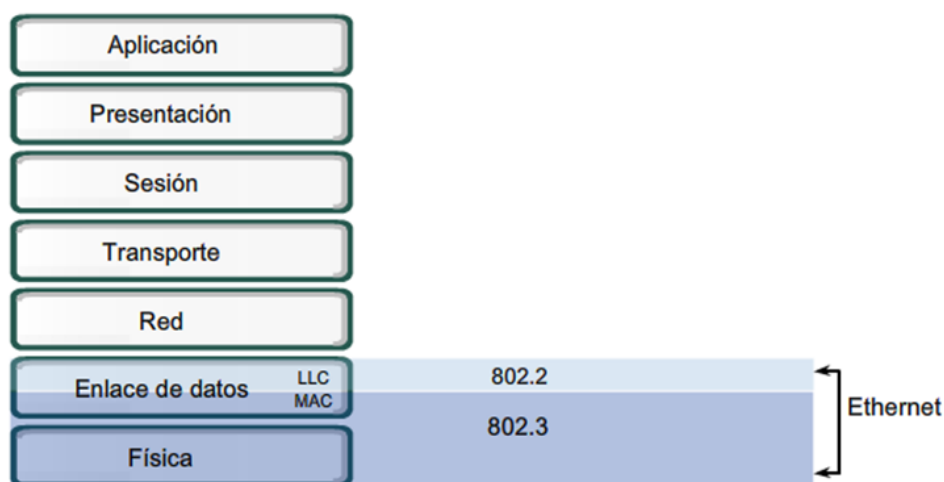 Aplicación
Presentación
Sesión
Transporte
Red
Enlace de datos
LLC
MAC
802.2
802.3
Ethernet
Física